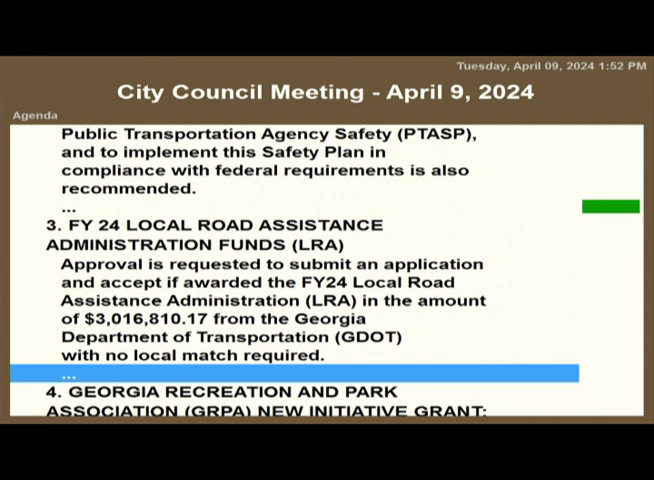 Tuesday, April 09, 2024 1:52 PM
City Council Meeting - April 9, 2024
Agenda
Public Transportation Agency Safety (PTASP),
and to implement this Safety Plan in
compliance with federal requirements is also
recommended.
...
3. FY 24 LOCAL ROAD ASSISTANCE
ADMINISTRATION FUNDS (LRA)
Approval is requested to submit an application
and accept if awarded the FY24 Local Road
Assistance Administration (LRA) in the amount
of $3,016,810.17 from the Georgia
Department of Transportation (GDOT)
with no local match required.
...
4. GEORGIA RECREATION AND PARK
ASSOCIATION (GRPA) NEW INITIATIVE GRANT: